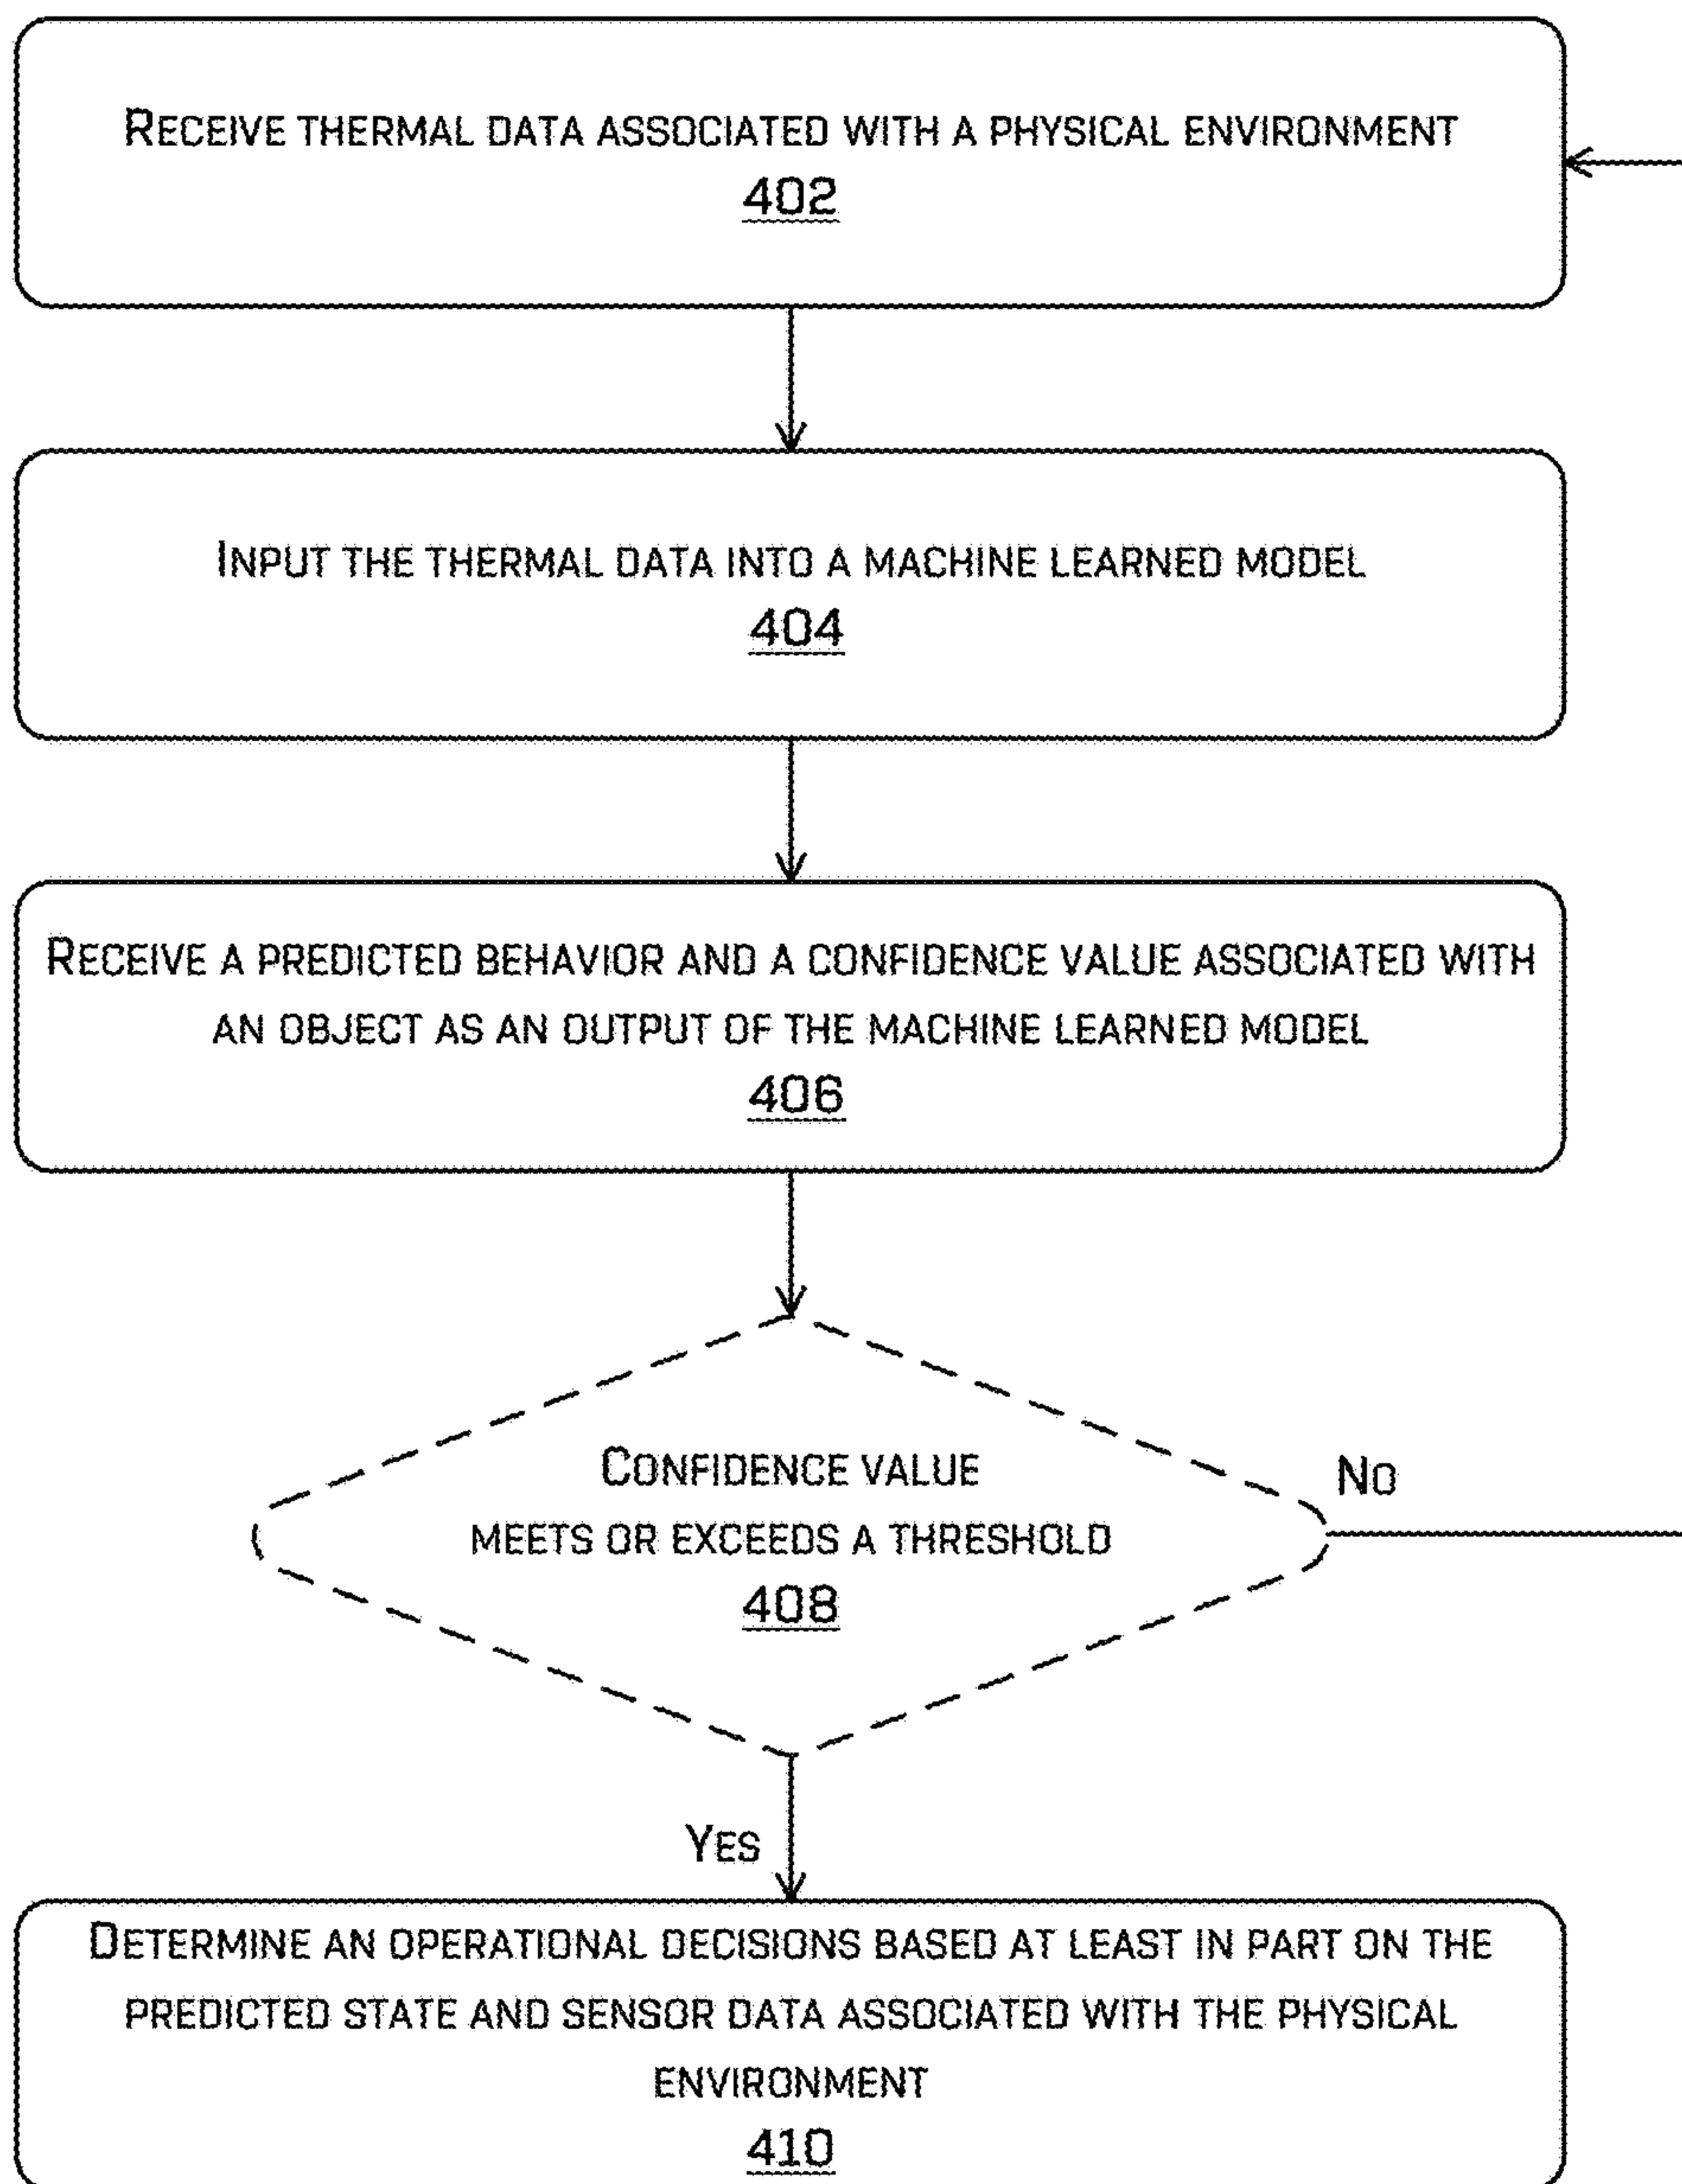 RECEIVE THERMAL DATA ASSOCIATED WITH A PHYSICAL ENVIRONMENT
402
INPUT THE THERMAL DATA INTO A MACHINE LEARNED MODEL
404
RECEIVE A PREDICTED BEHAVIOR AND A CONFIDENCE VALUE ASSOCIATED WITH
AN OBJECT AS AN OUTPUT OF THE MACHINE LEARNED MODEL
406
CONFIDENCE VALUE
MEETS OR EXCEEDS A THRESHOLD
408
NO
YES
DETERMINE AN OPERATIONAL DECISIONS BASED AT LEAST IN PART ON THE
PREDICTED STATE AND SENSOR DATA ASSOCIATED WITH THE PHYSICAL
ENVIRONMENT
410